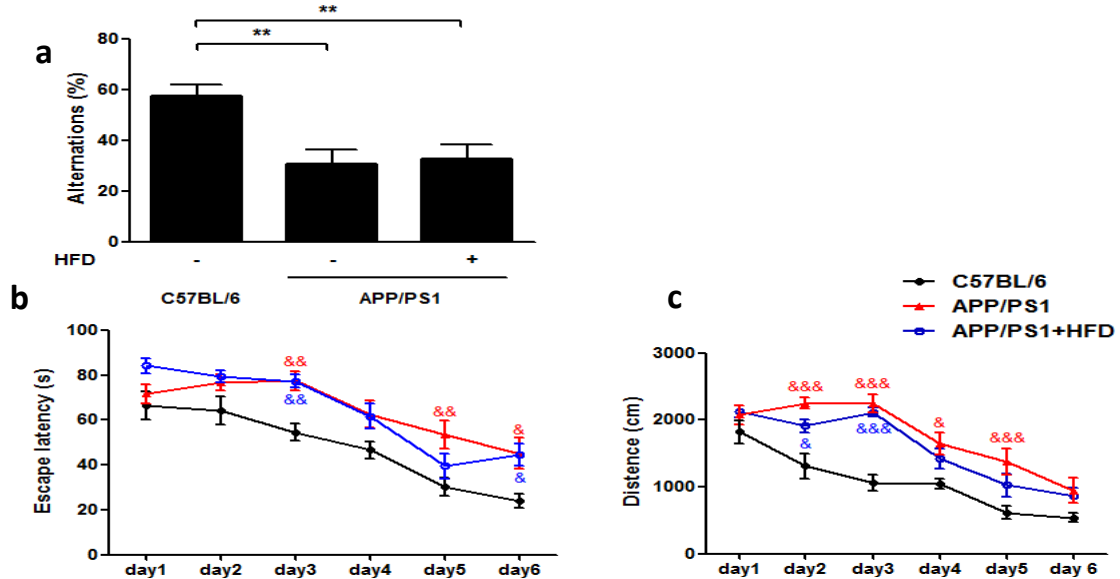 a
**
**
80
60
40
20
0
Alternations (%)
HFD - - +
C57BL/6 APP/PS1
b
100
80
60
40
20
0
Escape latency (s)
&&
&&
&&
&
&
day1 day2 day3 day4 day5 day6
c
C57BL/6
APP/PS1
APP/PS1+HFD
3000
2000
1000
0
Distence (cm)
&&& &&&
& &&& & &&&
day1 day2 day3 day4 day5 day 6